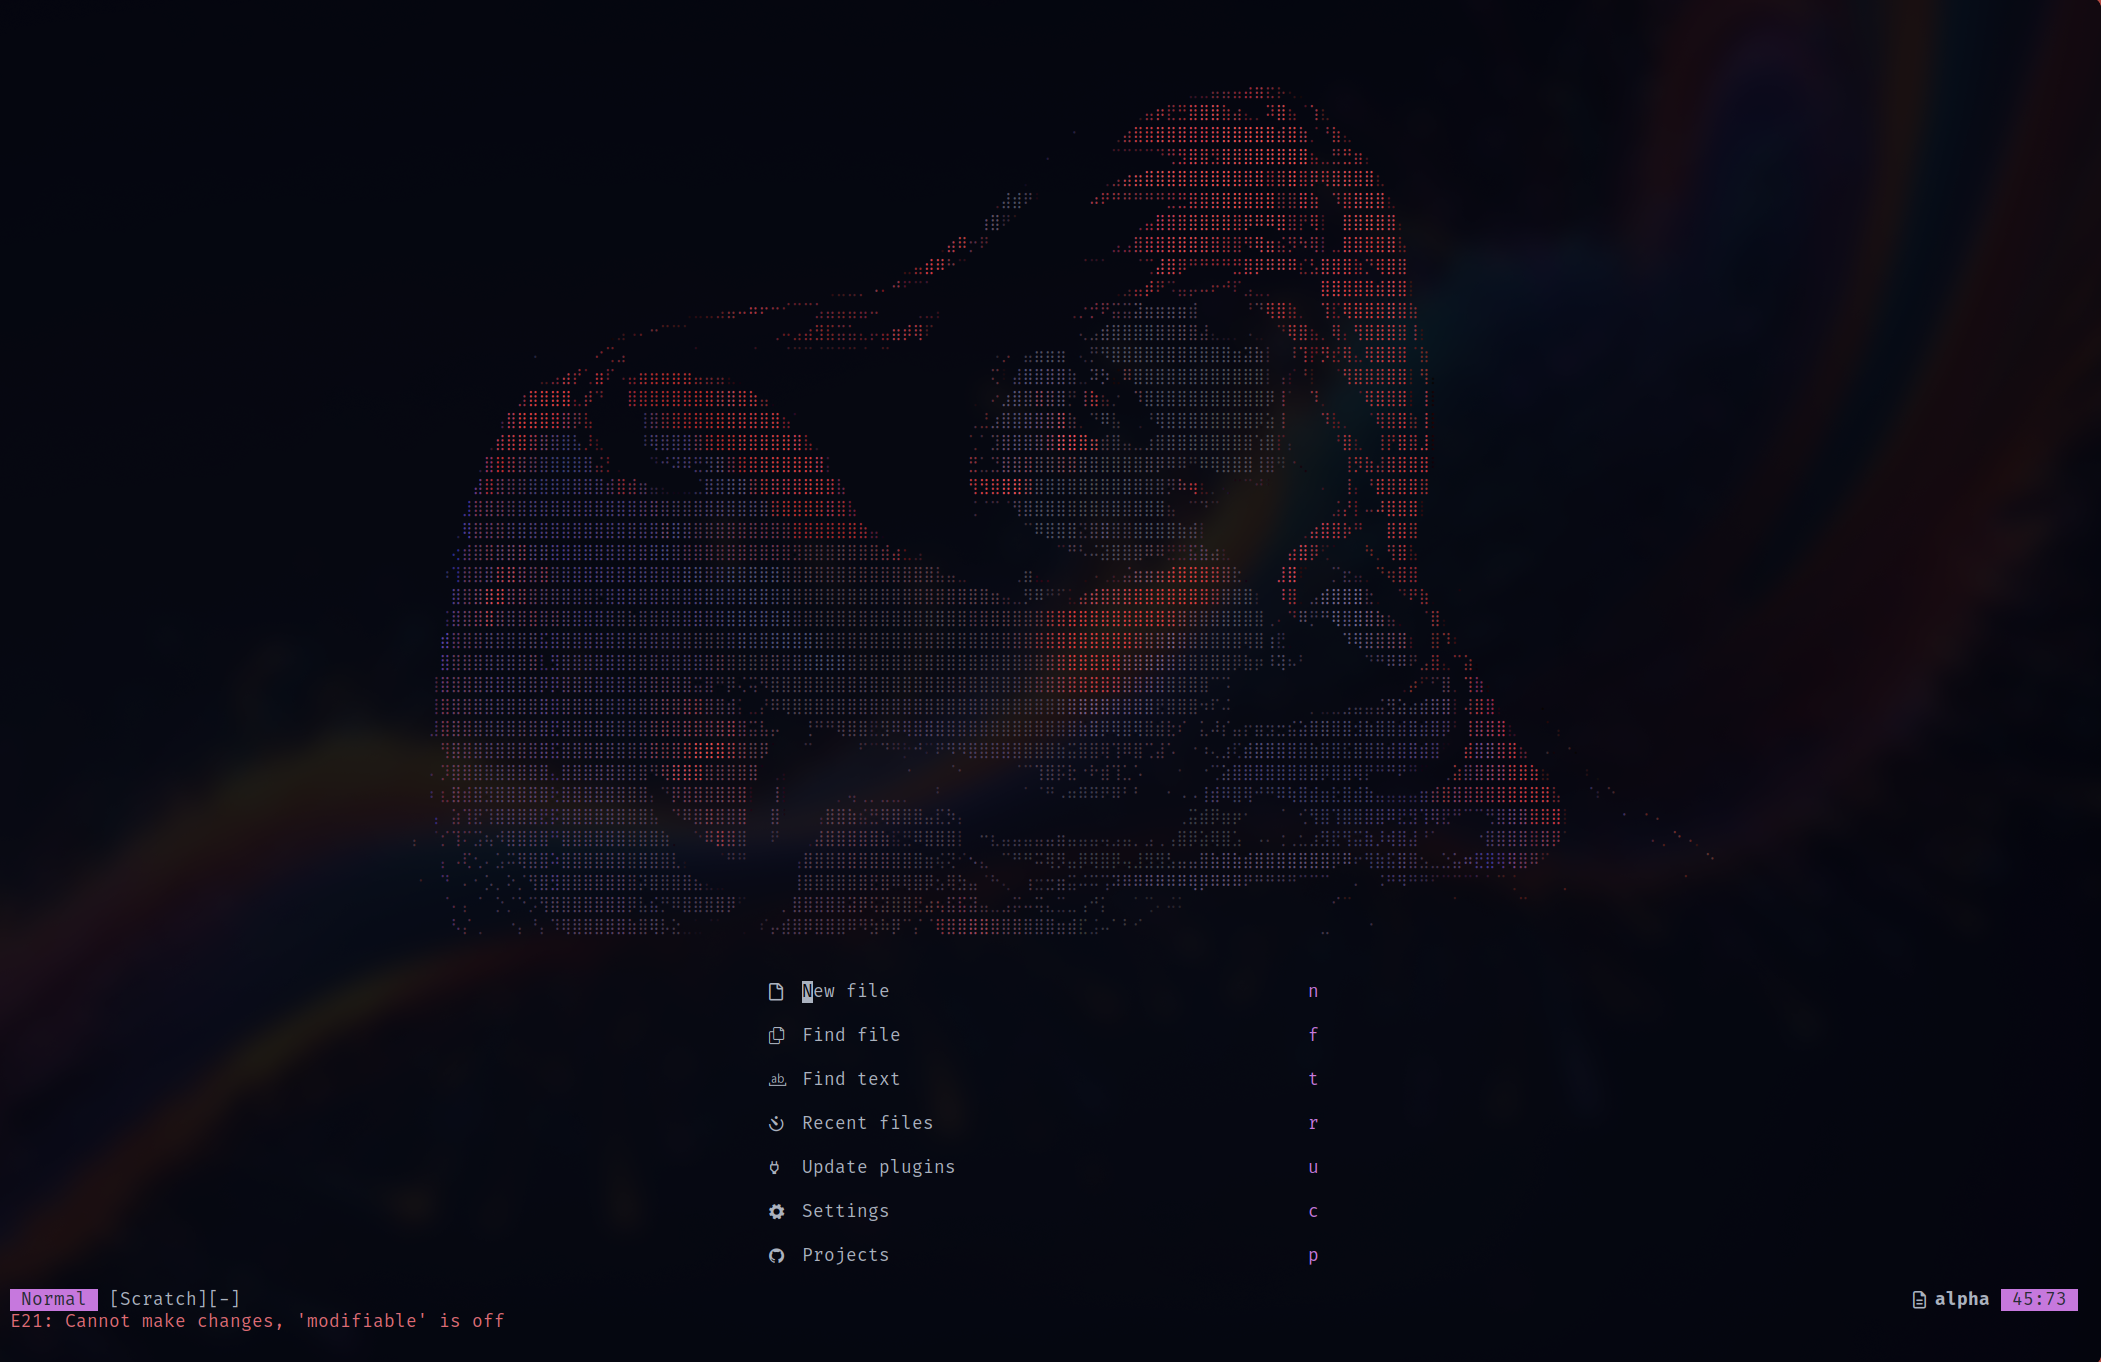 New file n
Find file f
Find text t
Recent files r
Update plugins u
Settings c
Projects p
Normal [Scratch][-] alpha 45:73
E21: Cannot make changes, 'modifiable' is off